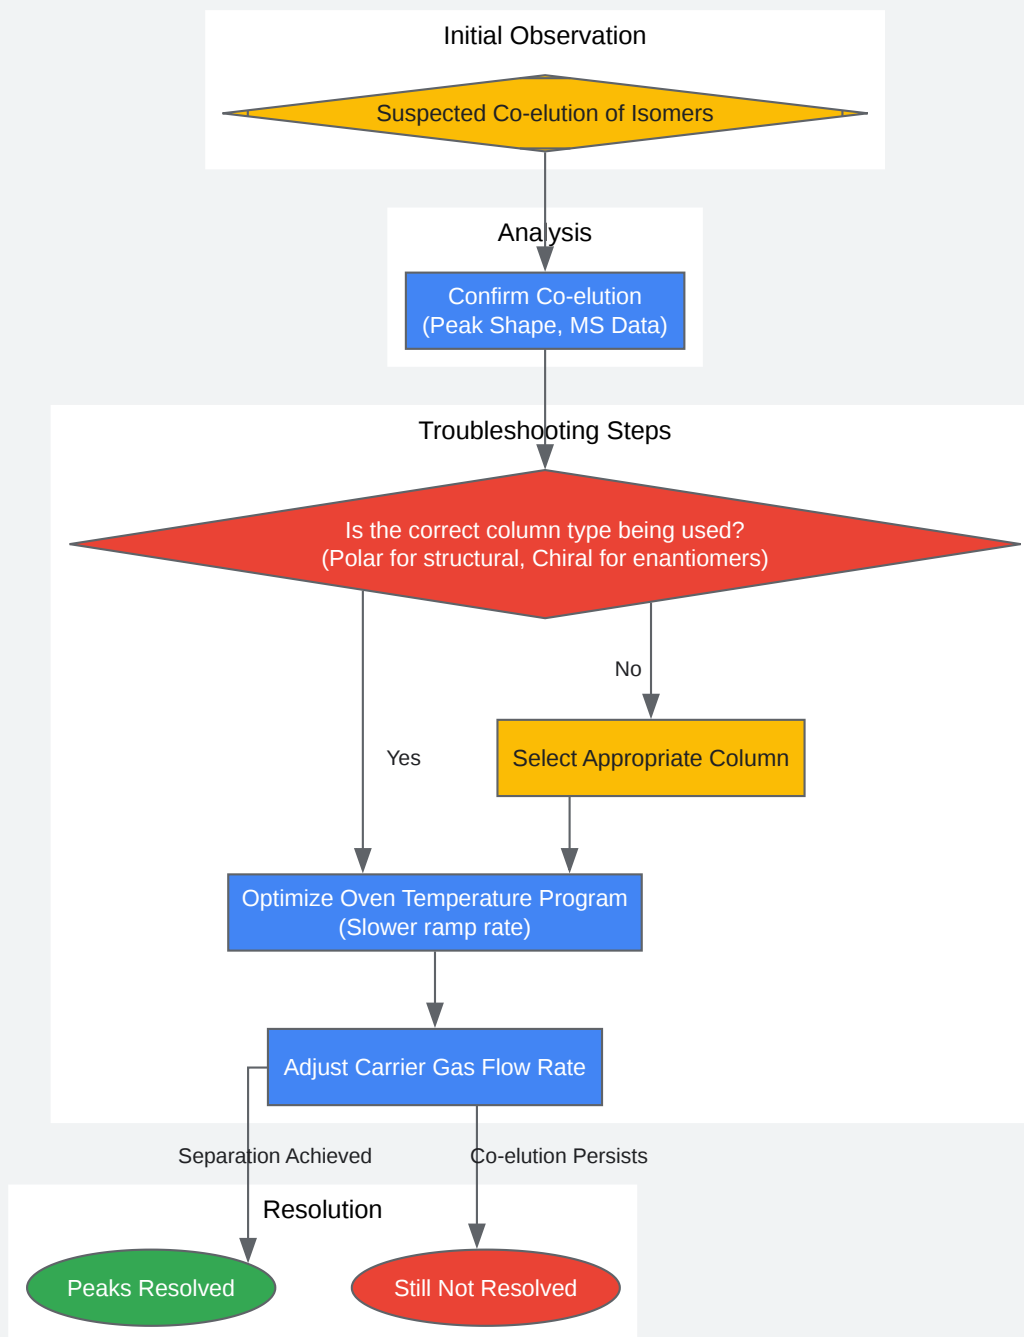 Initial Observation
Suspected Co-elution of Isomers
Analysis
Confirm Co-elution
(Peak Shape, MS Data)
Troubleshooting Steps
Is the correct column type being used?
(Polar for structural, Chiral for enantiomers)
No
Yes
Select Appropriate Column
Optimize Oven Temperature Program
(Slower ramp rate)
Adjust Carrier Gas Flow Rate
Separation Achieved
Co-elution Persists
Resolution
Peaks Resolved
Still Not Resolved